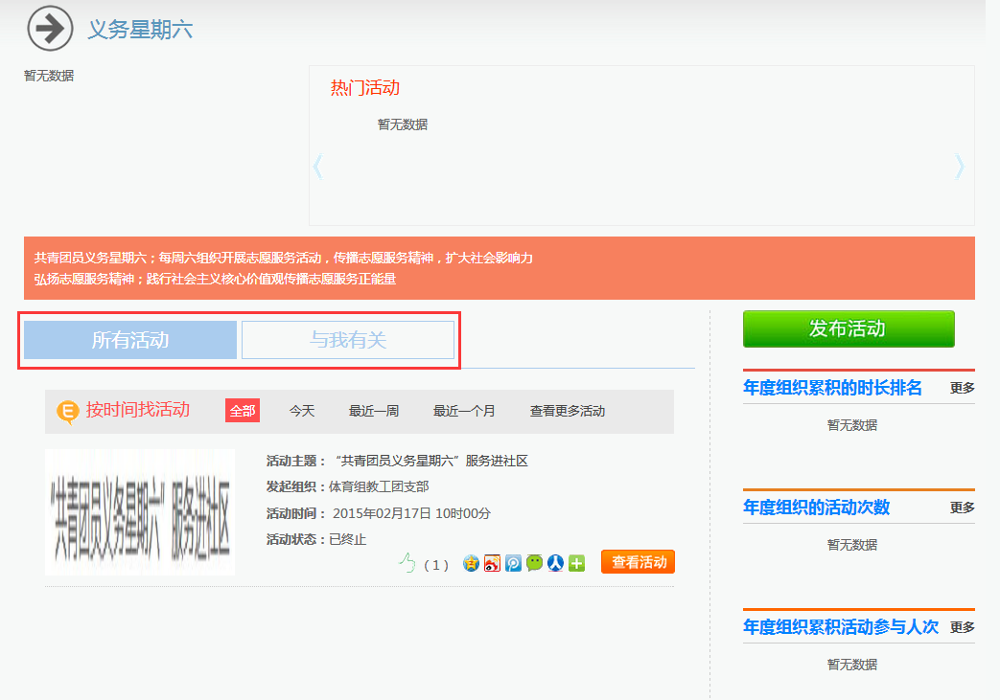 义务星期六
暂无数据
热门活动
暂无数据
共青团员义务星期六；每周六组织开展志愿服务活动，传播志愿服务精神，扩大社会影响力
弘扬志愿服务精神；践行社会主义核心价值观传播志愿服务正能量
所有活动 与我有关
按时间找活动 全部 今天 最近一周 最近一个月 查看更多活动
“共青团员义务星期六”服务进社区
活动主题：“共青团员义务星期六”服务进社区
发起组织：体育组教工团支部
活动时间： 2015年02月17日 10时00分
活动状态：已终止
( 1 ) 查看活动
发布活动
年度组织累积的时长排名 更多
暂无数据
年度组织的活动次数 更多
暂无数据
年度组织累积活动参与人次 更多
暂无数据